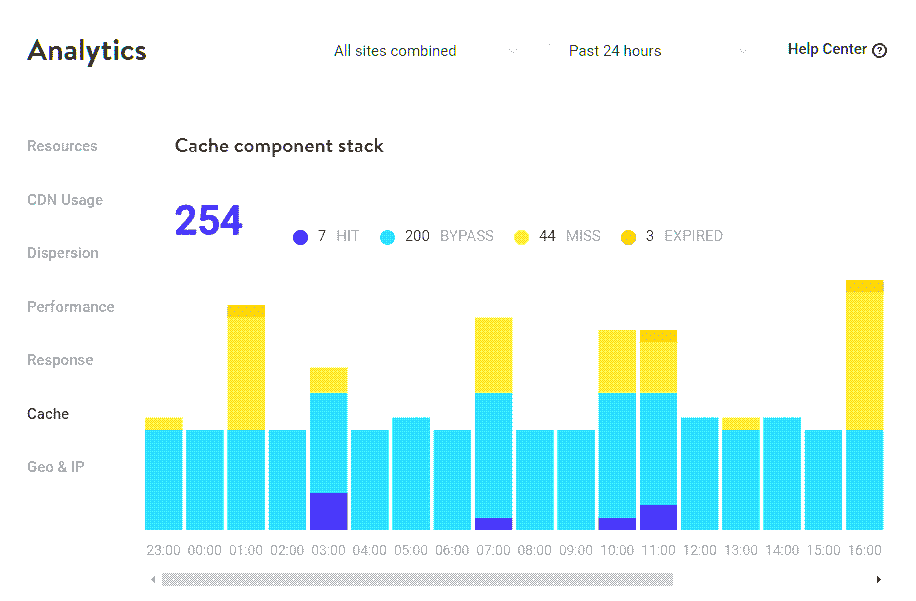 Analytics
All sites combined
Past 24 hours
Help Center ?
Resources
CDN Usage
Dispersion
Performance
Response
Cache
Geo & IP
Cache component stack
254
7 HIT 200 BYPASS 44 MISS 3 EXPIRED
23:00 00:00 01:00 02:00 03:00 04:00 05:00 06:00 07:00 08:00 09:00 10:00 11:00 12:00 13:00 14:00 15:00 16:00